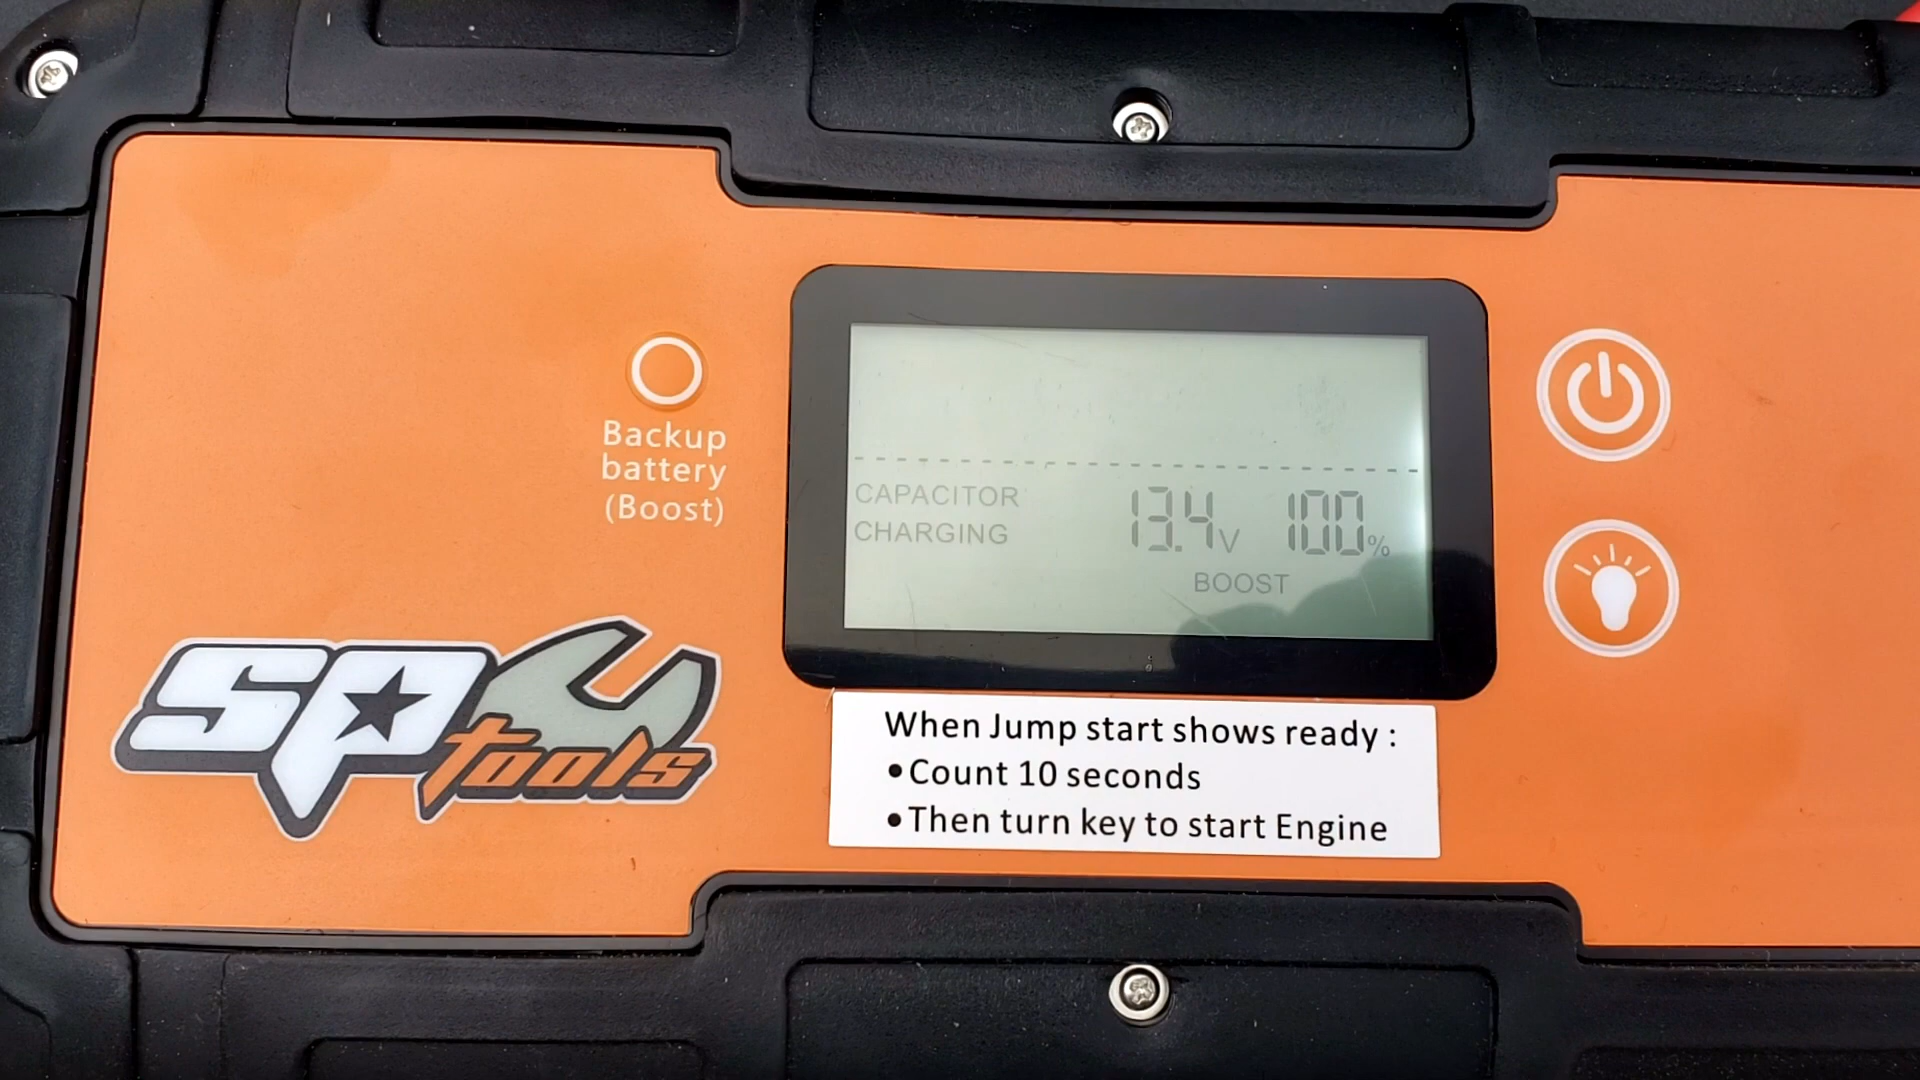 Backup
battery
(Boost)
CAPACITOR
CHARGING
13.4V 100%
BOOST
SP tools
When Jump start shows ready :
•Count 10 seconds
•Then turn key to start Engine